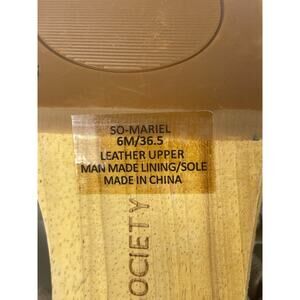 SO-MARIEL
6M/36.5
LEATHER UPPER
MAN MADE LINING/SOLE
MADE IN CHINA
OCIETY